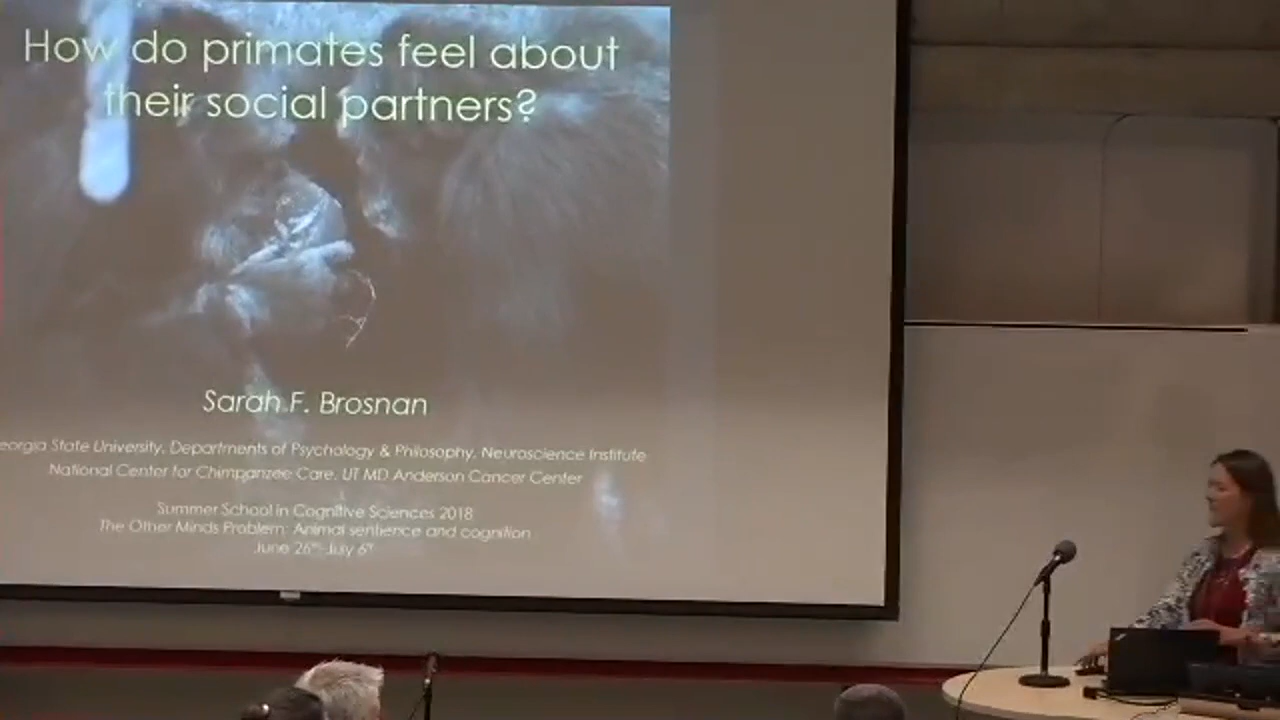 How do primates feel about
their social partners?
Sarah F. Brosnan
eorgia State University, Departments of Psychology & Philosophy, Neuroscience Institute
National Center for Chimpanzee Care, UT MD Anderson Cancer Center
Summer School in Cognitive Sciences 2018
The Other Minds Problem: Animal sentience and cognition
June 26th-July 6th